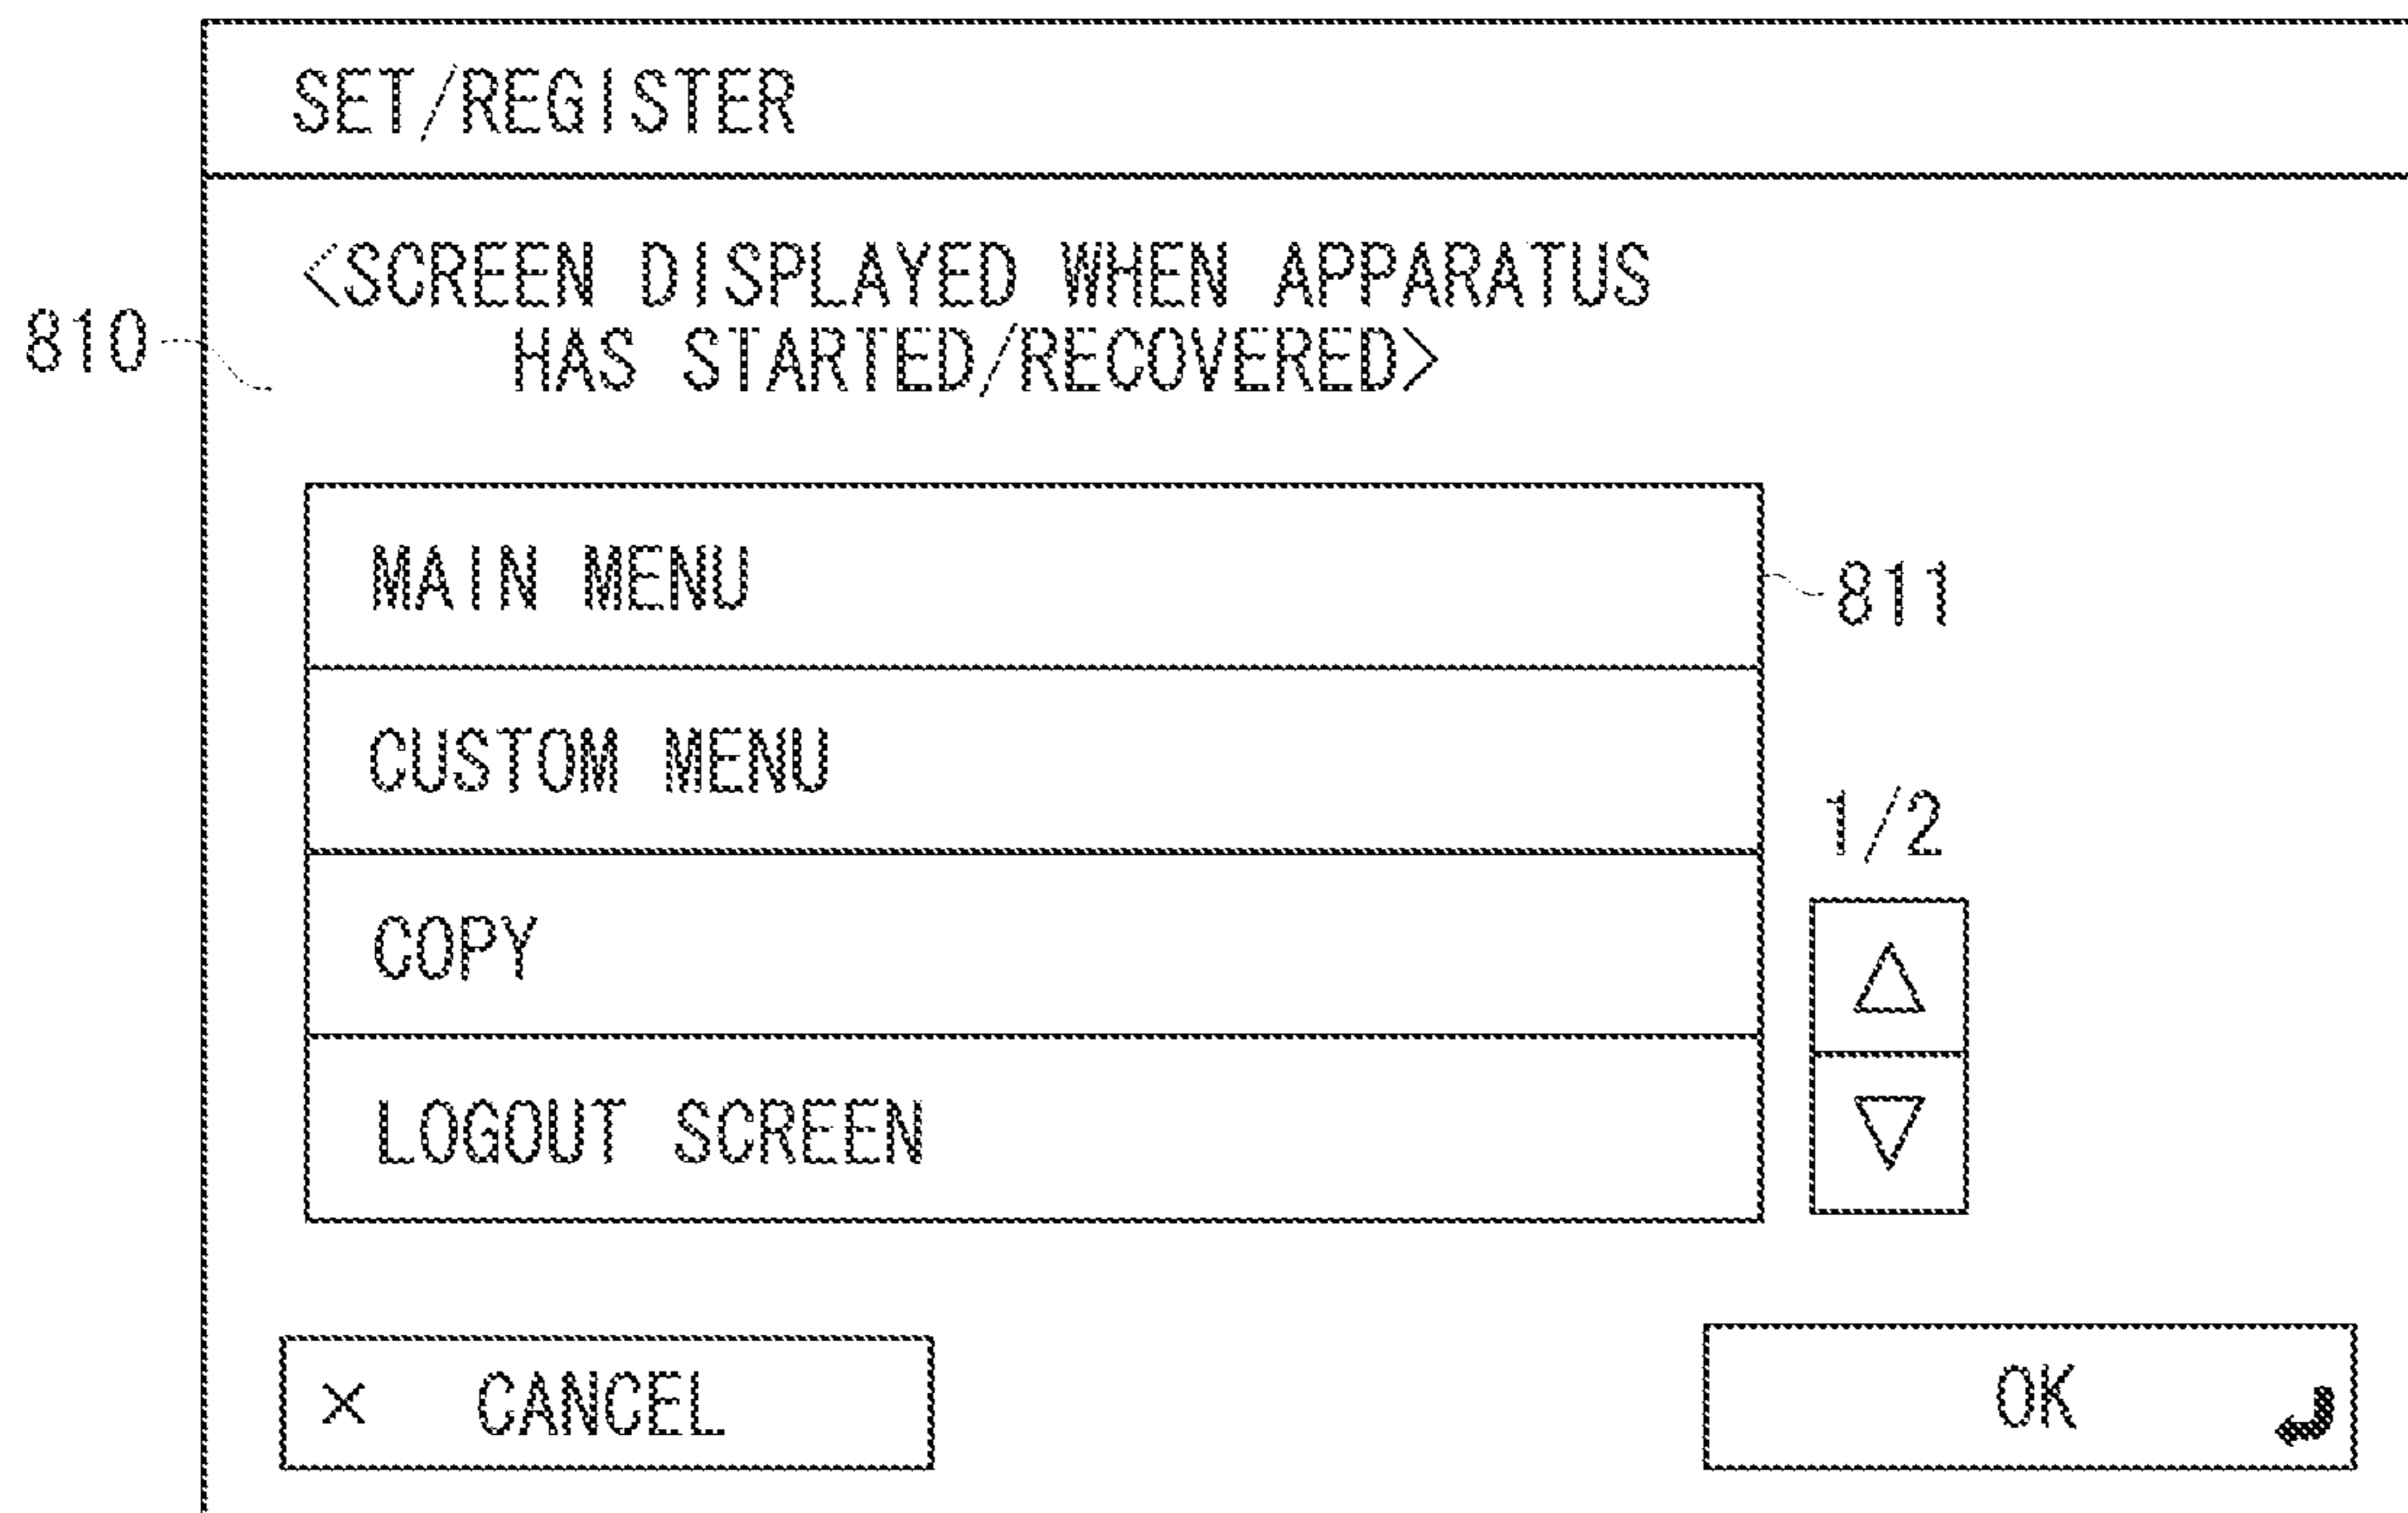 SET/REGISTER
<SCREEN DISPLAYED WHEN APPARATUS
HAS STARTED/RECOVERED>
810
MAIN MENU
811
CUSTOM MENU
1/2
COPY
LOGOUT SCREEN
× CANCEL
OK